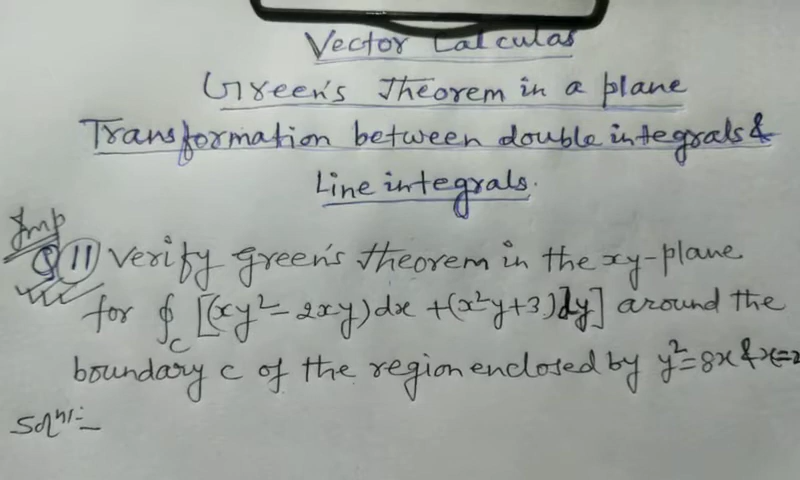 Vector Calculas
Green's Theorem in a plane
Transformation between double integrals &
Line integrals.
Imp
Q 11 Verify green's theorem in the xy-plane
for ∮c [(xy²-2xy)dx +(x²y+3)dy] around the
boundary c of the region enclosed by y²=8x & x=2
Solⁿ:-